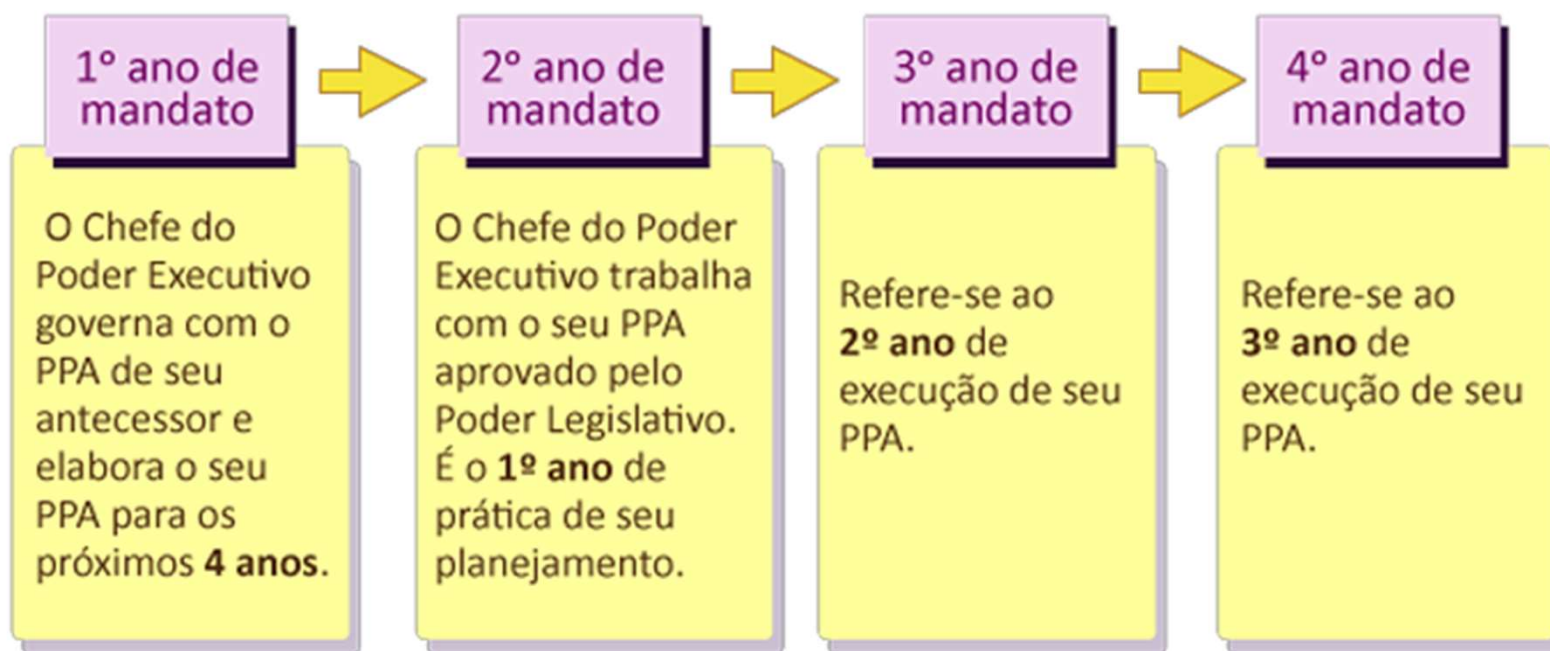 1º ano de
mandato
2º ano de
mandato
3º ano de
mandato
4º ano de
mandato
O Chefe do
Poder Executivo
governa com o
PPA de seu
antecessor e
elabora o seu
PPA para os
próximos 4 anos.
O Chefe do Poder
Executivo trabalha
com o seu PPA
aprovado pelo
Poder Legislativo.
É o 1º ano de
prática de seu
planejamento.
Refere-se ao
2º ano de
execução de seu
PPA.
Refere-se ao
3º ano de
execução de seu
PPA.